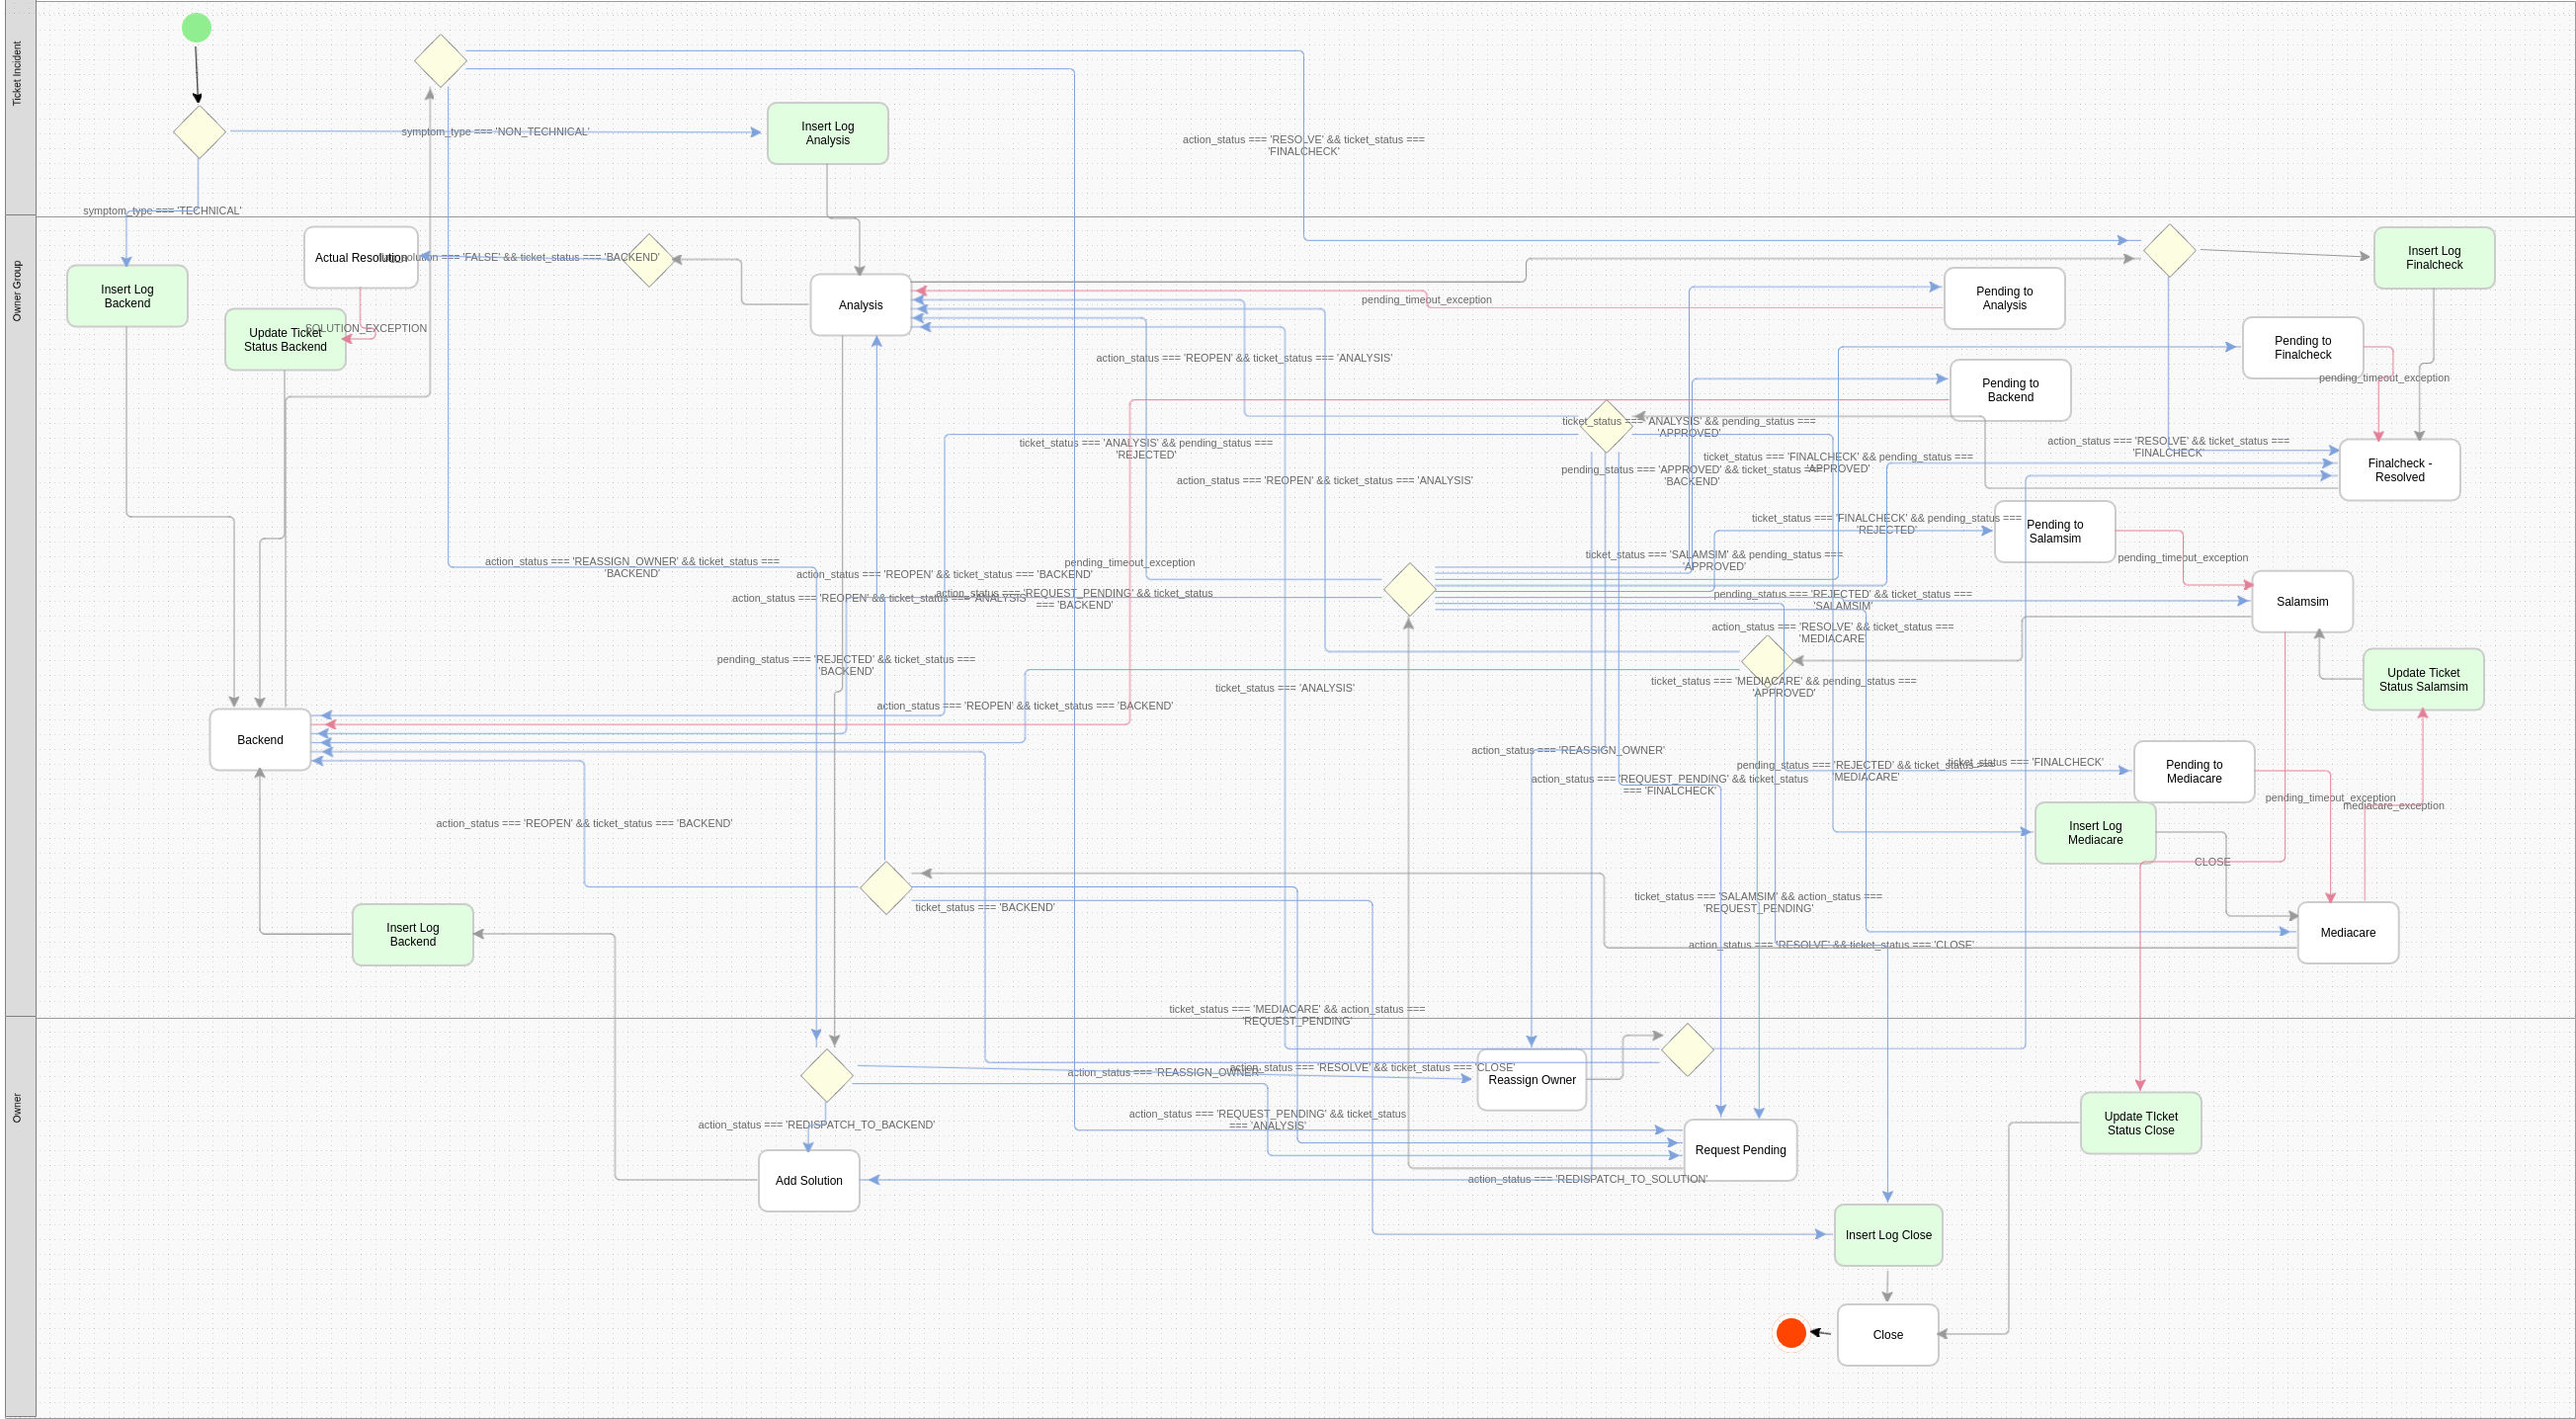 Ticket Incident
symptom_type === 'NON_TECHNICAL'
Insert Log
Analysis
action_status === 'RESOLVE' && ticket_status ===
'FINALCHECK'
symptom_type === 'TECHNICAL'
Owner Group
Insert Log
Backend
Actual Resolution
solution === 'FALSE' && ticket_status === 'BACKEND'
Update Ticket
Status Backend
SOLUTION_EXCEPTION
Analysis
pending_timeout_exception
Pending to
Analysis
Insert Log
Finalcheck
Pending to
Finalcheck
pending_timeout_exception
action_status === 'REOPEN' && ticket_status === 'ANALYSIS'
Pending to
Backend
ticket_status === 'ANALYSIS' && pending_status ===
'APPROVED'
ticket_status === 'ANALYSIS' && pending_status ===
'REJECTED'
action_status === 'RESOLVE' && ticket_status ===
'FINALCHECK'
Finalcheck -
Resolved
ticket_status === 'FINALCHECK' && pending_status ===
'APPROVED'
pending_status === 'APPROVED' && ticket_status ===
'BACKEND'
action_status === 'REOPEN' && ticket_status === 'ANALYSIS'
ticket_status === 'FINALCHECK' && pending_status ===
'REJECTED'
Pending to
Salamsim
pending_timeout_exception
ticket_status === 'SALAMSIM' && pending_status ===
'APPROVED'
action_status === 'REASSIGN_OWNER' && ticket_status ===
'BACKEND'
pending_timeout_exception
action_status === 'REOPEN' && ticket_status === 'BACKEND'
action_status === 'REOPEN' && ticket_status === 'ANALYSIS'
action_status === 'REQUEST_PENDING' && ticket_status
=== 'BACKEND'
pending_status === 'REJECTED' && ticket_status ===
'SALAMSIM'
Salamsim
action_status === 'RESOLVE' && ticket_status ===
'MEDIACARE'
pending_status === 'REJECTED' && ticket_status ===
'BACKEND'
ticket_status === 'MEDIACARE' && pending_status ===
'APPROVED'
Update Ticket
Status Salamsim
ticket_status === 'ANALYSIS'
action_status === 'REOPEN' && ticket_status === 'BACKEND'
Backend
action_status === 'REASSIGN_OWNER'
pending_status === 'REJECTED' && ticket_status ===
'MEDIACARE'
ticket_status === 'FINALCHECK'
Pending to
Mediacare
action_status === 'REQUEST_PENDING' && ticket_status
=== 'FINALCHECK'
pending_timeout_exception
mediacare_exception
action_status === 'REOPEN' && ticket_status === 'BACKEND'
Insert Log
Mediacare
CLOSE
ticket_status === 'BACKEND'
ticket_status === 'SALAMSIM' && action_status ===
'REQUEST_PENDING'
Insert Log
Backend
action_status === 'RESOLVE' && ticket_status === 'CLOSE'
Mediacare
ticket_status === 'MEDIACARE' && action_status ===
'REQUEST_PENDING'
Owner
action_status === 'REASSIGN_OWNER'
action_status === 'RESOLVE' && ticket_status === 'CLOSE'
Reassign Owner
action_status === 'REQUEST_PENDING' && ticket_status
=== 'ANALYSIS'
action_status === 'REDISPATCH_TO_BACKEND'
Update TIcket
Status Close
Request Pending
Add Solution
action_status === 'REDISPATCH_TO_SOLUTION'
Insert Log Close
Close